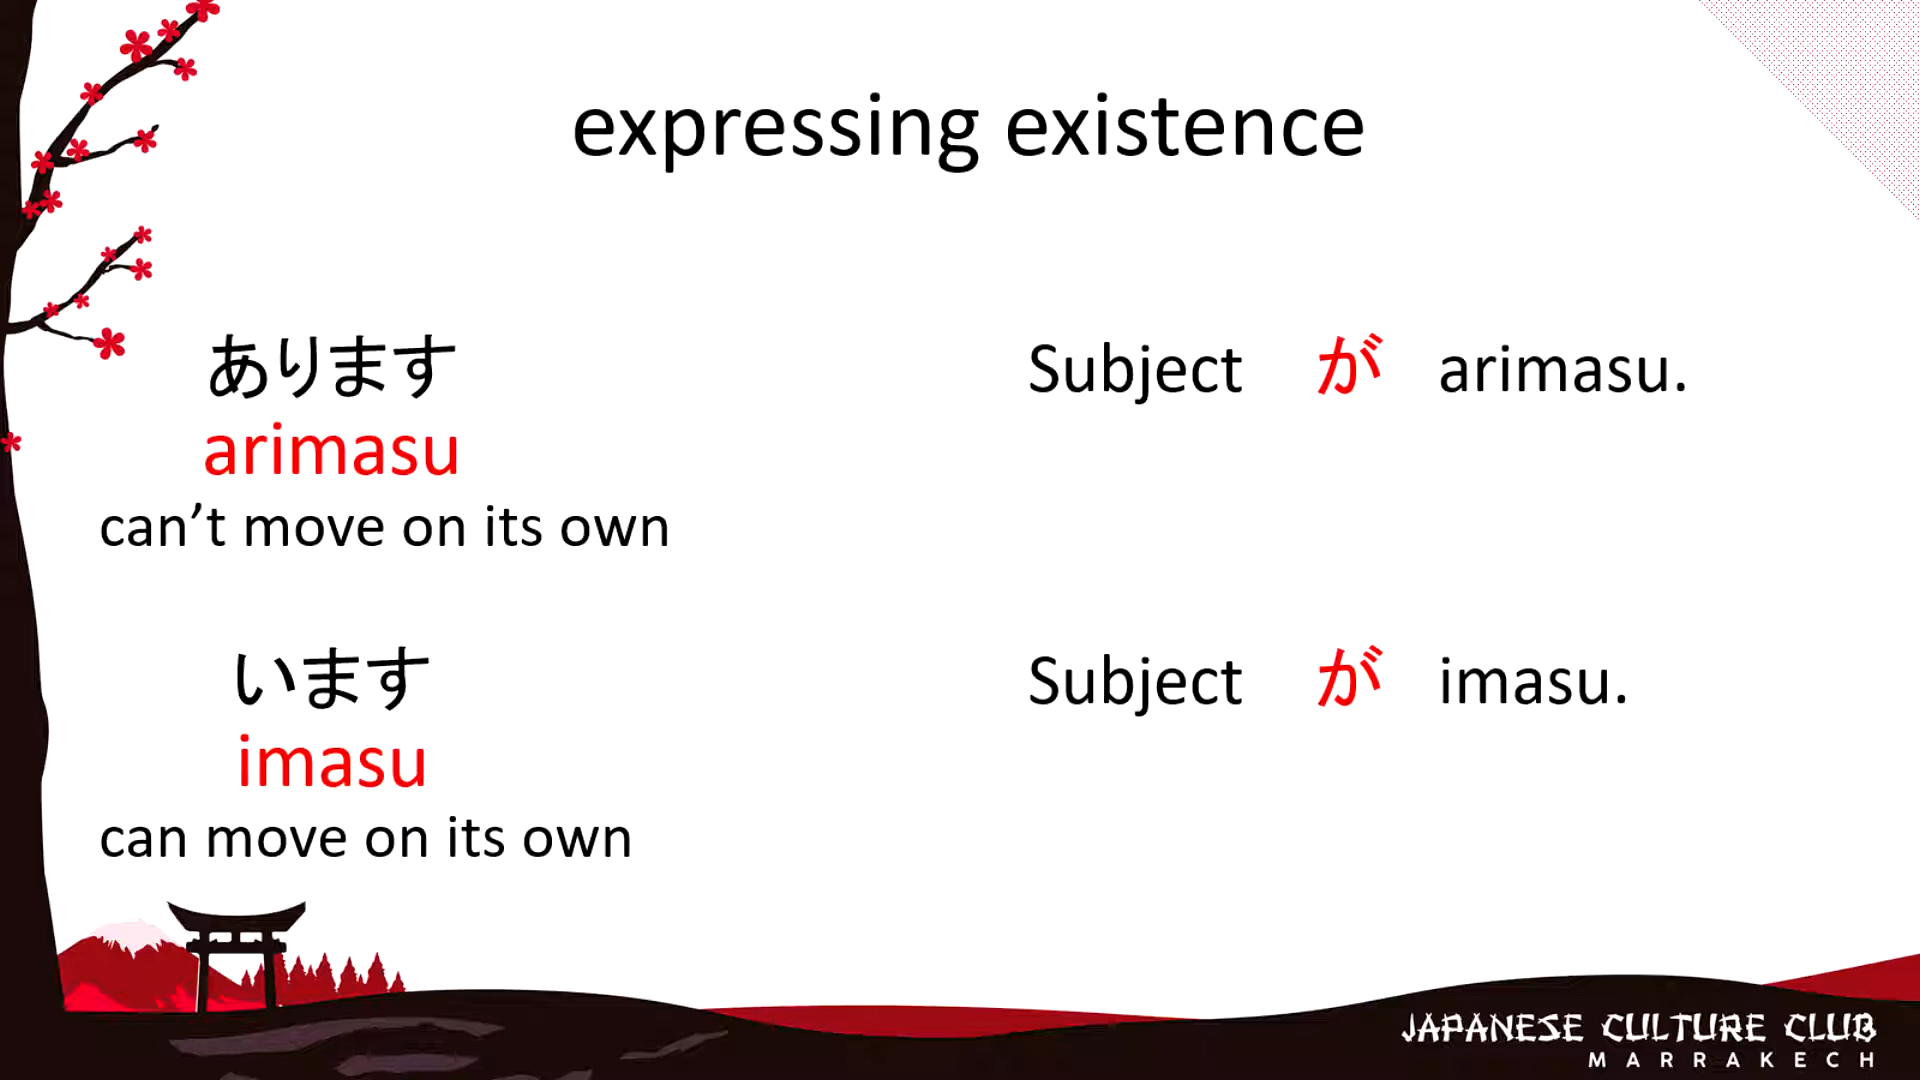 expressing existence
あります
arimasu
can’t move on its own
Subject が arimasu.
います
imasu
can move on its own
Subject が imasu.
JAPANESE CULTURE CLUB
MARRAKECH